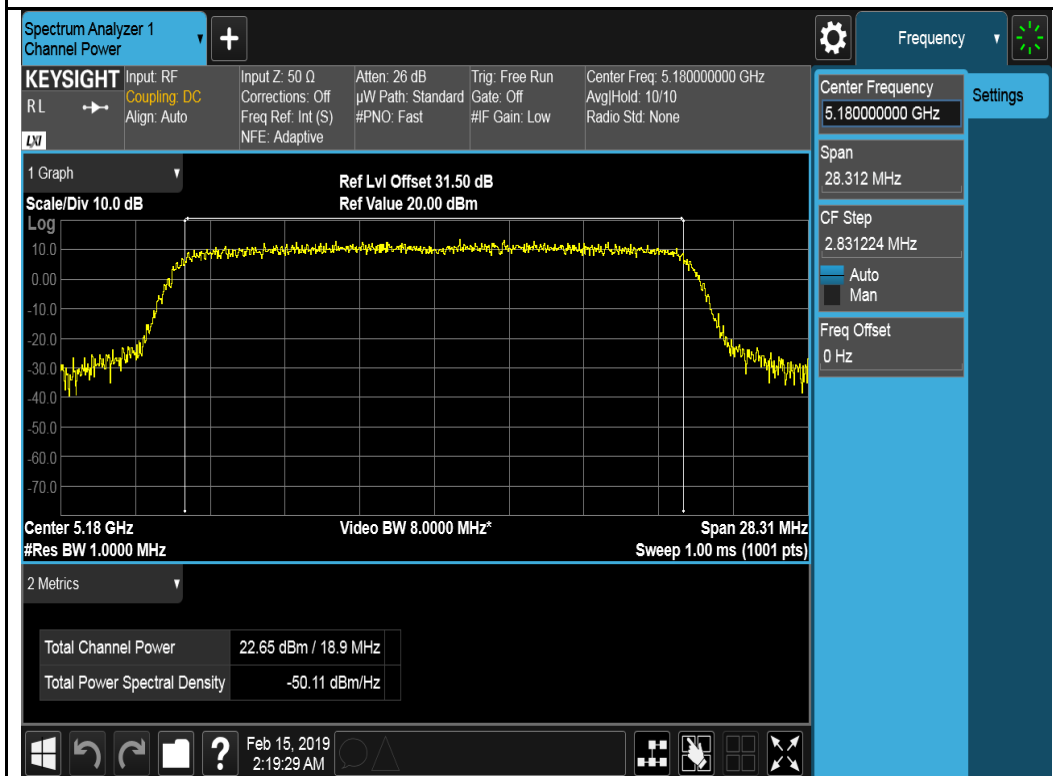 Spectrum Analyzer 1
Channel Power
+
Frequency
KEYSIGHT
R L
LXI
Input: RF
Coupling: DC
Align: Auto
Input Z: 50 Ω
Corrections: Off
Freq Ref: Int (S)
NFE: Adaptive
Atten: 26 dB
µW Path: Standard
#PNO: Fast
Trig: Free Run
Gate: Off
#IF Gain: Low
Center Freq: 5.180000000 GHz
Avg|Hold: 10/10
Radio Std: None
Center Frequency
5.180000000 GHz
Settings
Span
28.312 MHz
CF Step
2.831224 MHz
Auto
Man
Freq Offset
0 Hz
1 Graph
Scale/Div 10.0 dB
Ref Lvl Offset 31.50 dB
Ref Value 20.00 dBm
Log
10.0
0.00
-10.0
-20.0
-30.0
-40.0
-50.0
-60.0
-70.0
Center 5.18 GHz
Video BW 8.0000 MHz*
Span 28.31 MHz
#Res BW 1.0000 MHz
Sweep 1.00 ms (1001 pts)
2 Metrics
Total Channel Power 22.65 dBm / 18.9 MHz
Total Power Spectral Density -50.11 dBm/Hz
?
Feb 15, 2019
2:19:29 AM